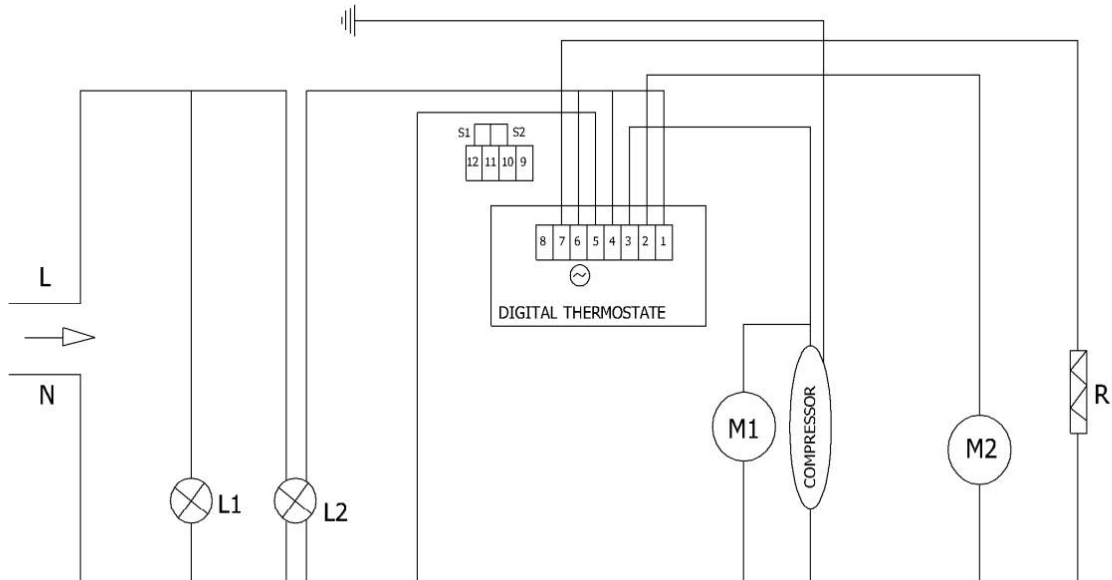 S1 S2
12 11 10 9
8 7 6 5 4 3 2 1
L
DIGITAL THERMOSTATE
N
R
M1
COMPRESSOR
M2
L1
L2